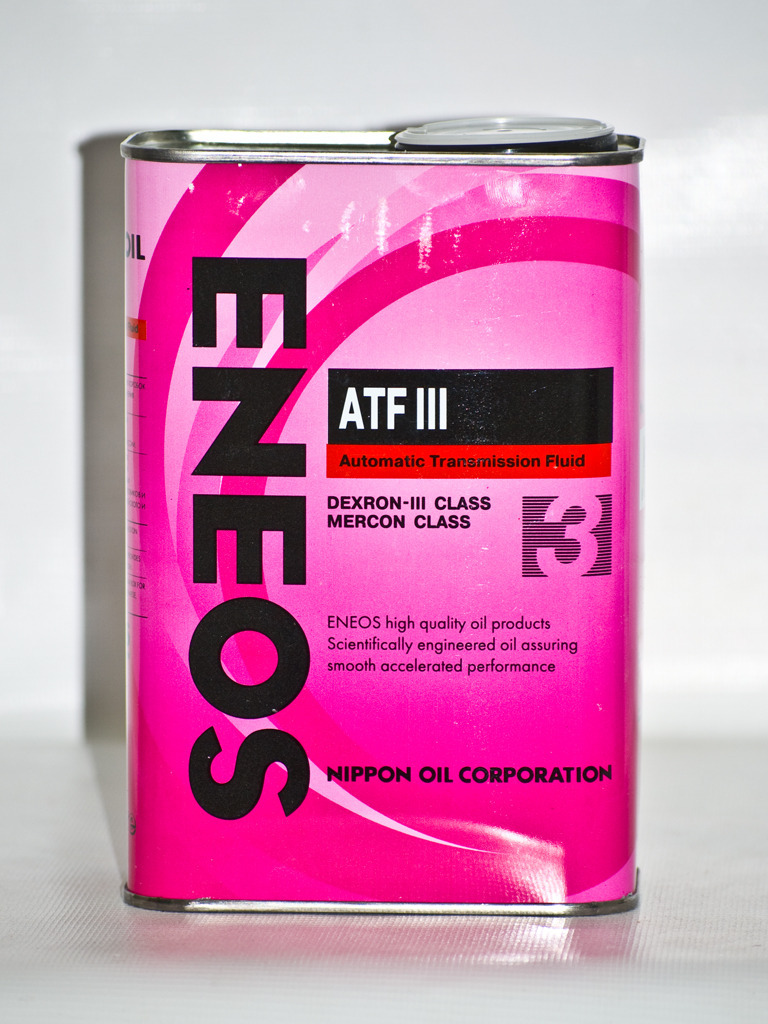 ENEOS
ATF III
Automatic Transmission Fluid
DEXRON-III CLASS
MERCON CLASS
3
ENEOS high quality oil products
Scientifically engineered oil assuring
smooth accelerated performance
NIPPON OIL CORPORATION
OIL